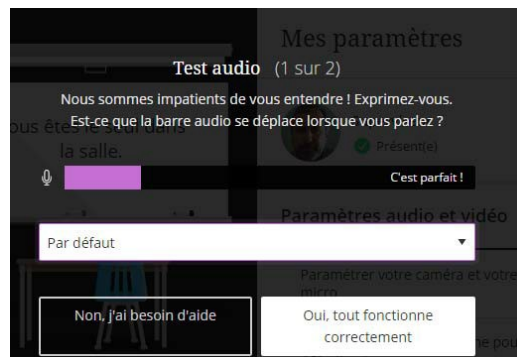 Mes paramètres
Test audio (1 sur 2)
Nous sommes impatients de vous entendre ! Exprimez-vous.
Est-ce que la barre audio se déplace lorsque vous parlez ?
ous êtes le seul dans
la salle.
Présent(e)
C'est parfait !
Paramètres audio et vidéo
Par défaut
Paramétrer votre caméra et votre
micro
Non, j'ai besoin d'aide
Oui, tout fonctionne
correctement